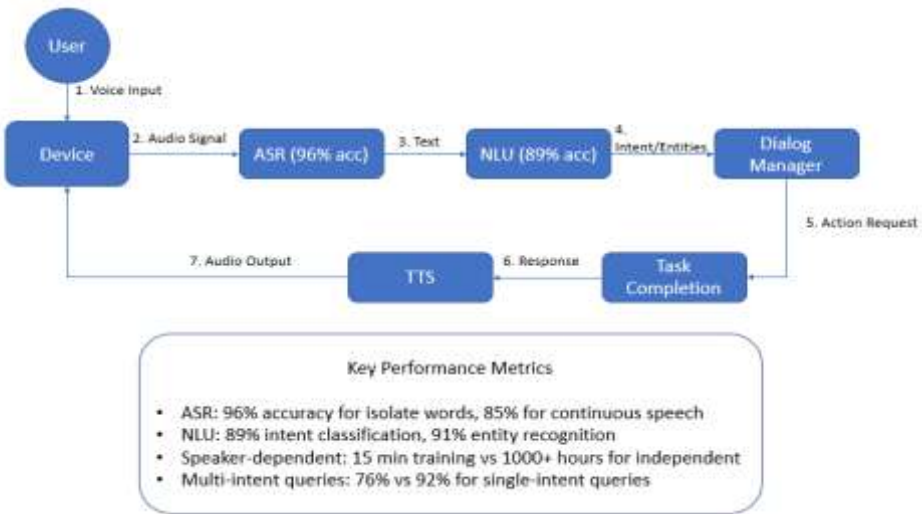 User
1. Voice Input
Device
2. Audio Signal
ASR (96% acc)
3. Text
NLU (89% acc)
4.
Intent/Entities
Dialog
Manager
5. Action Request
7. Audio Output
TTS
6. Response
Task
Completion
Key Performance Metrics
• ASR: 96% accuracy for isolate words, 85% for continuous speech
• NLU: 89% intent classification, 91% entity recognition
• Speaker-dependent: 15 min training vs 1000+ hours for independent
• Multi-intent queries: 76% vs 92% for single-intent queries